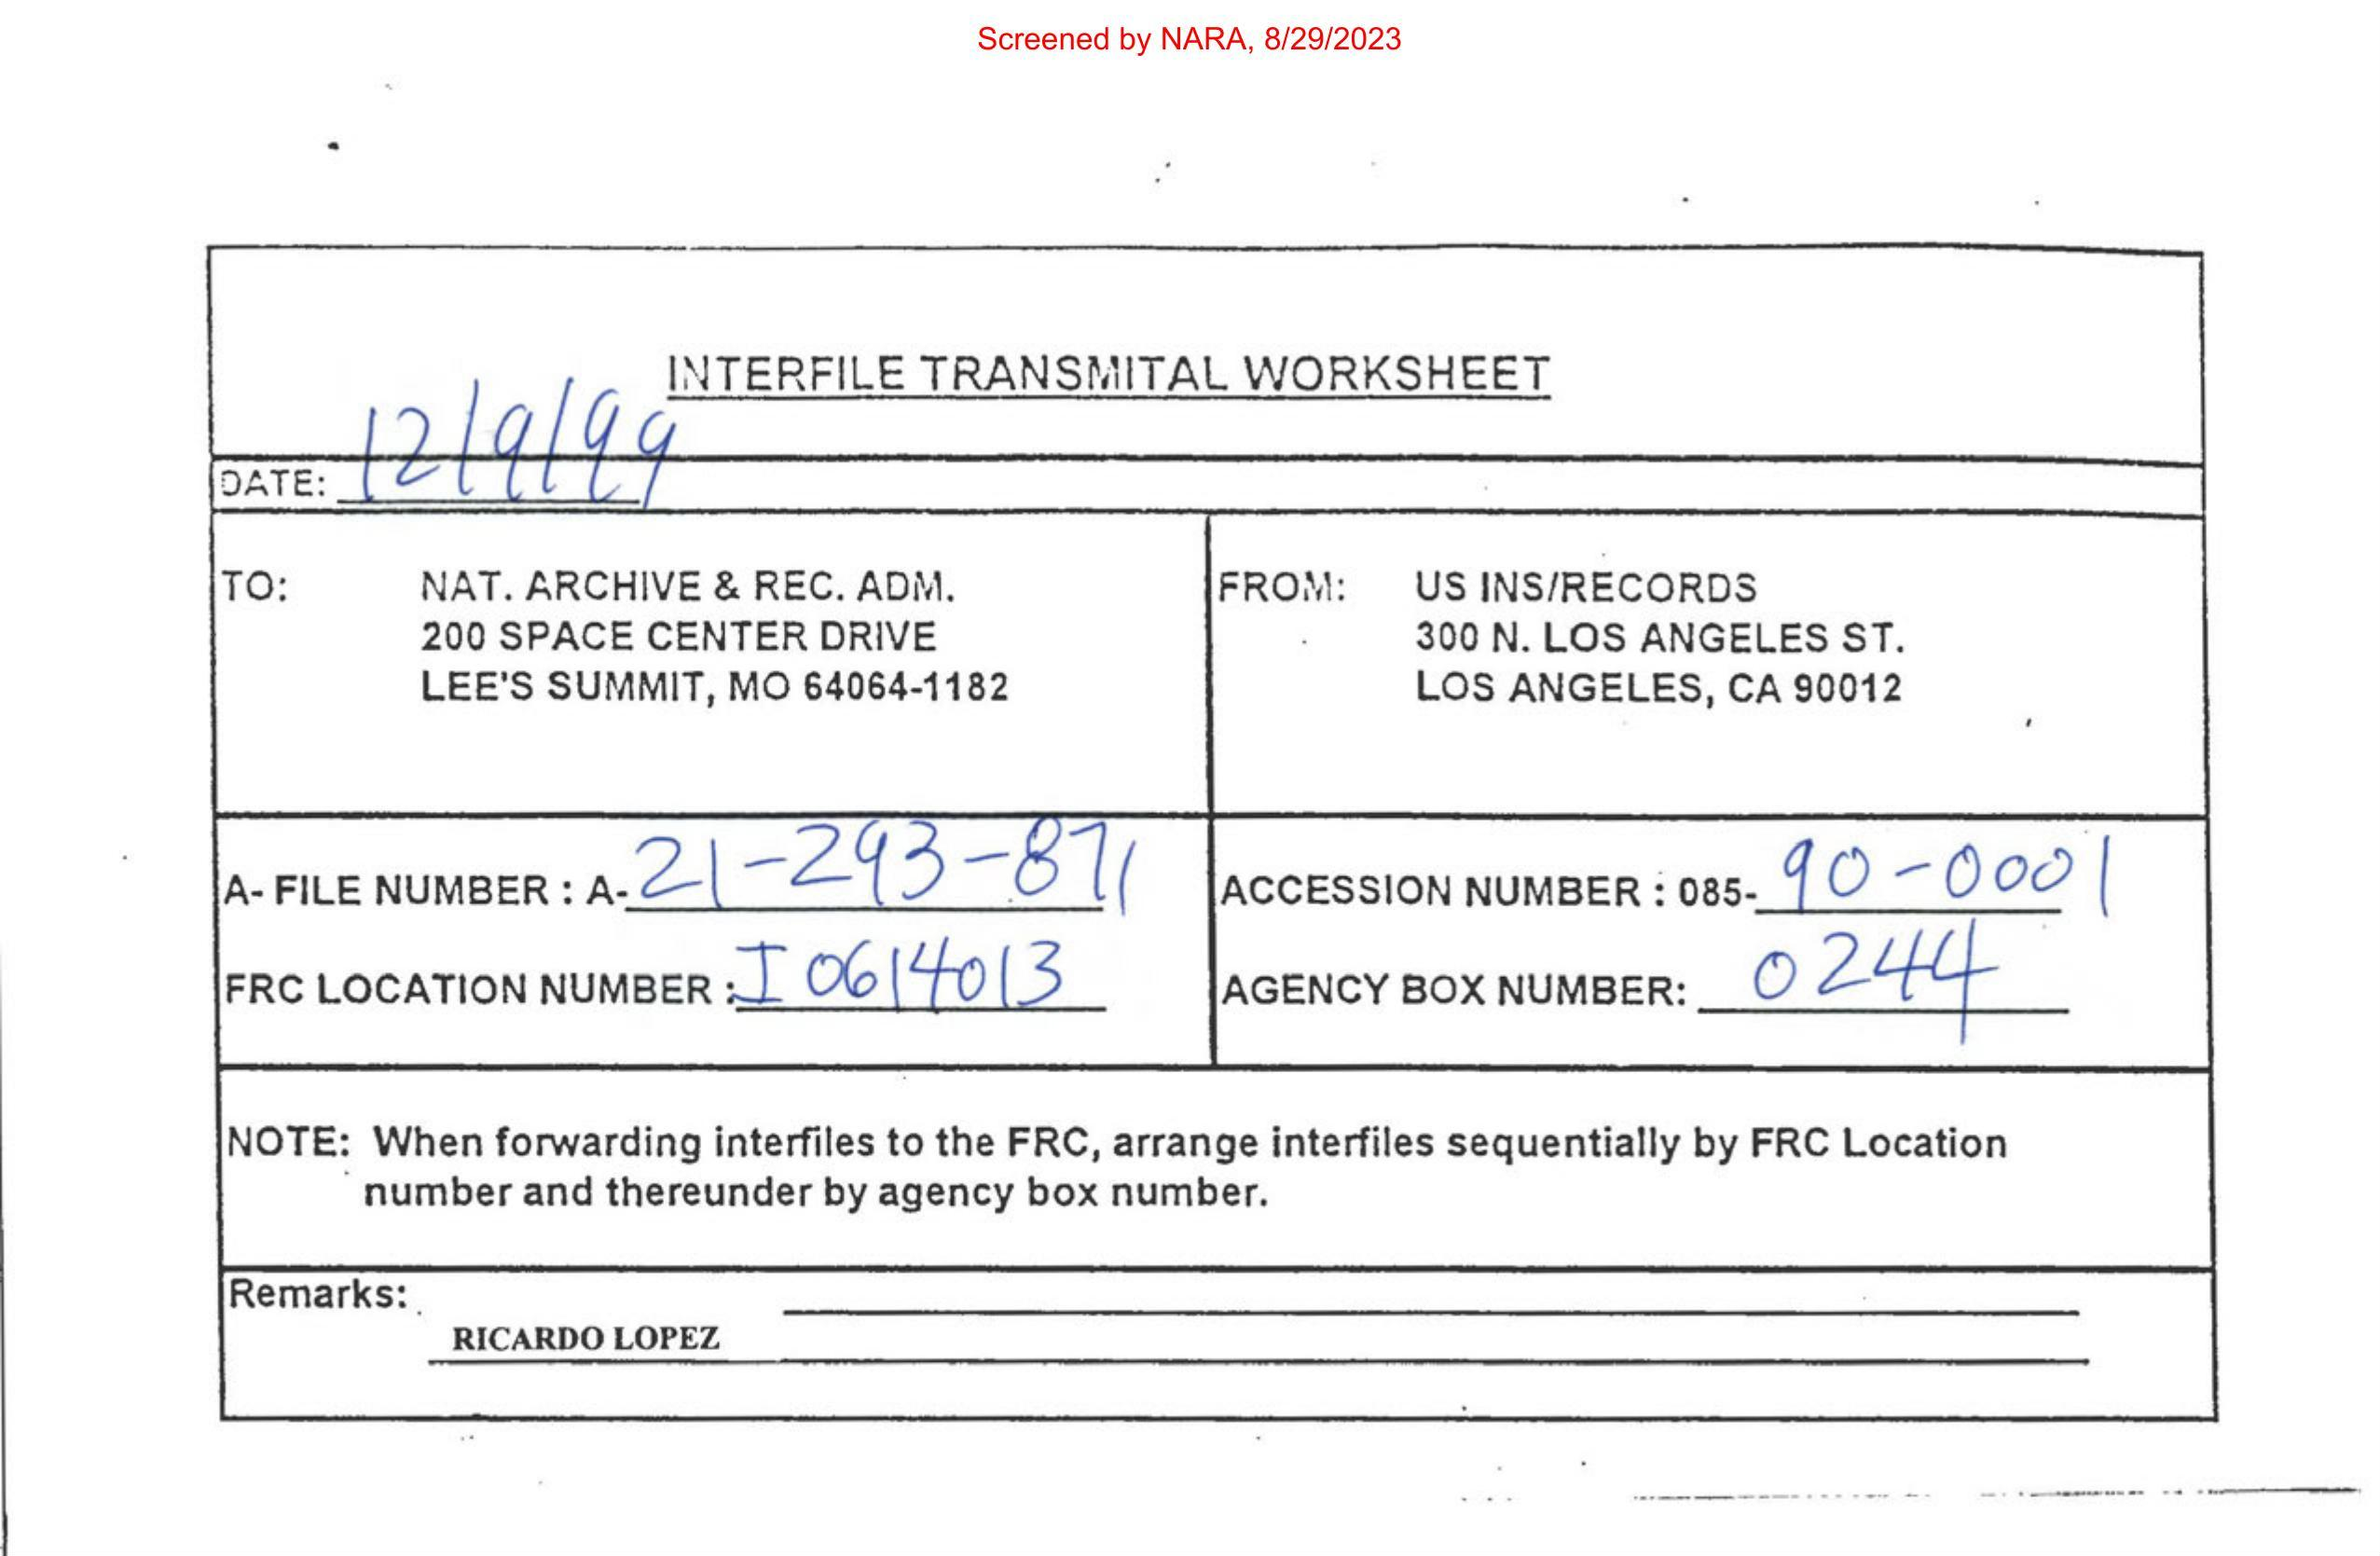 Screened by NARA, 8/29/2023
INTERFILE TRANSMITAL WORKSHEET
DATE: 12/9/99
TO: NAT. ARCHIVE & REC. ADM.
200 SPACE CENTER DRIVE
LEE'S SUMMIT, MO 64064-1182
FROM: US INS/RECORDS
300 N. LOS ANGELES ST.
LOS ANGELES, CA 90012
A- FILE NUMBER : A- 21-293-871
FRC LOCATION NUMBER : I0614013
ACCESSION NUMBER : 085- 90-0001
AGENCY BOX NUMBER: 0244
NOTE: When forwarding interfiles to the FRC, arrange interfiles sequentially by FRC Location
number and thereunder by agency box number.
Remarks:
RICARDO LOPEZ